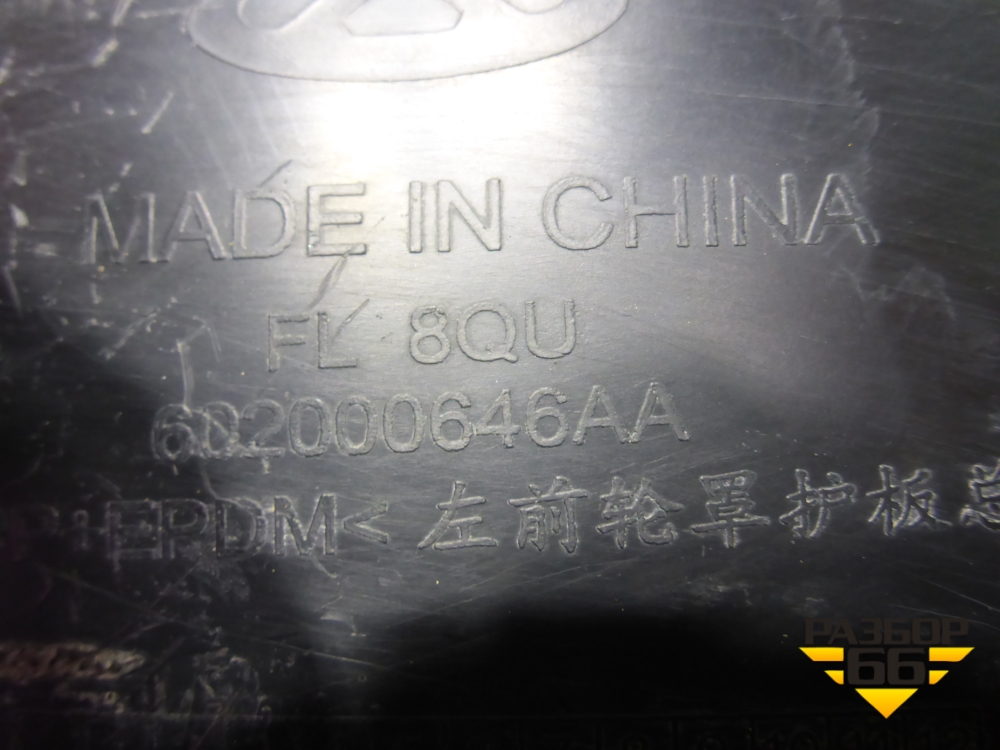 MADE IN CHINA
FL 8QU
602000646AA
P+EPDM< 左前轮罩护板总
РАЗБОР
66